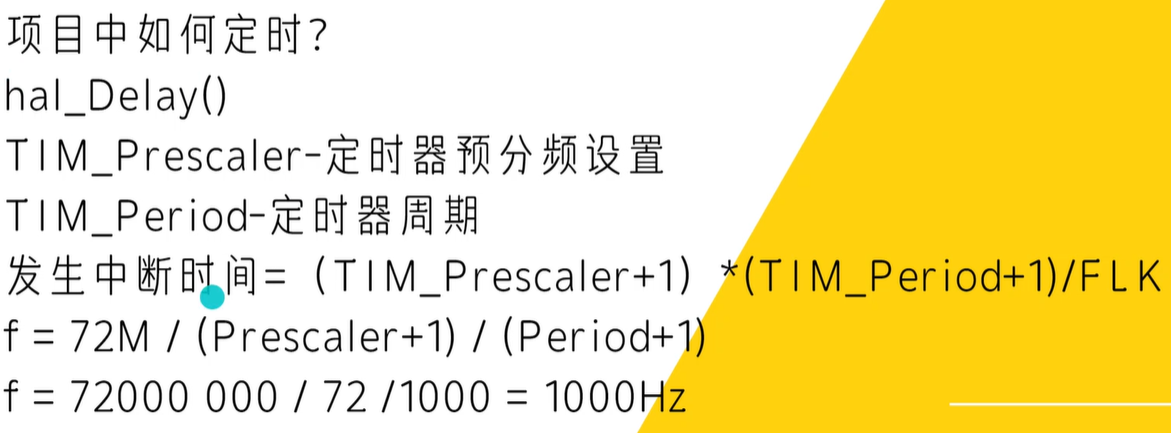 项目中如何定时？
hal_Delay()
TIM_Prescaler-定时器预分频设置
TIM_Period-定时器周期
发生中断时间=（TIM_Prescaler+1）*(TIM_Period+1)/FLK
f = 72M / (Prescaler+1) / (Period+1)
f = 72000 000 / 72 /1000 = 1000Hz